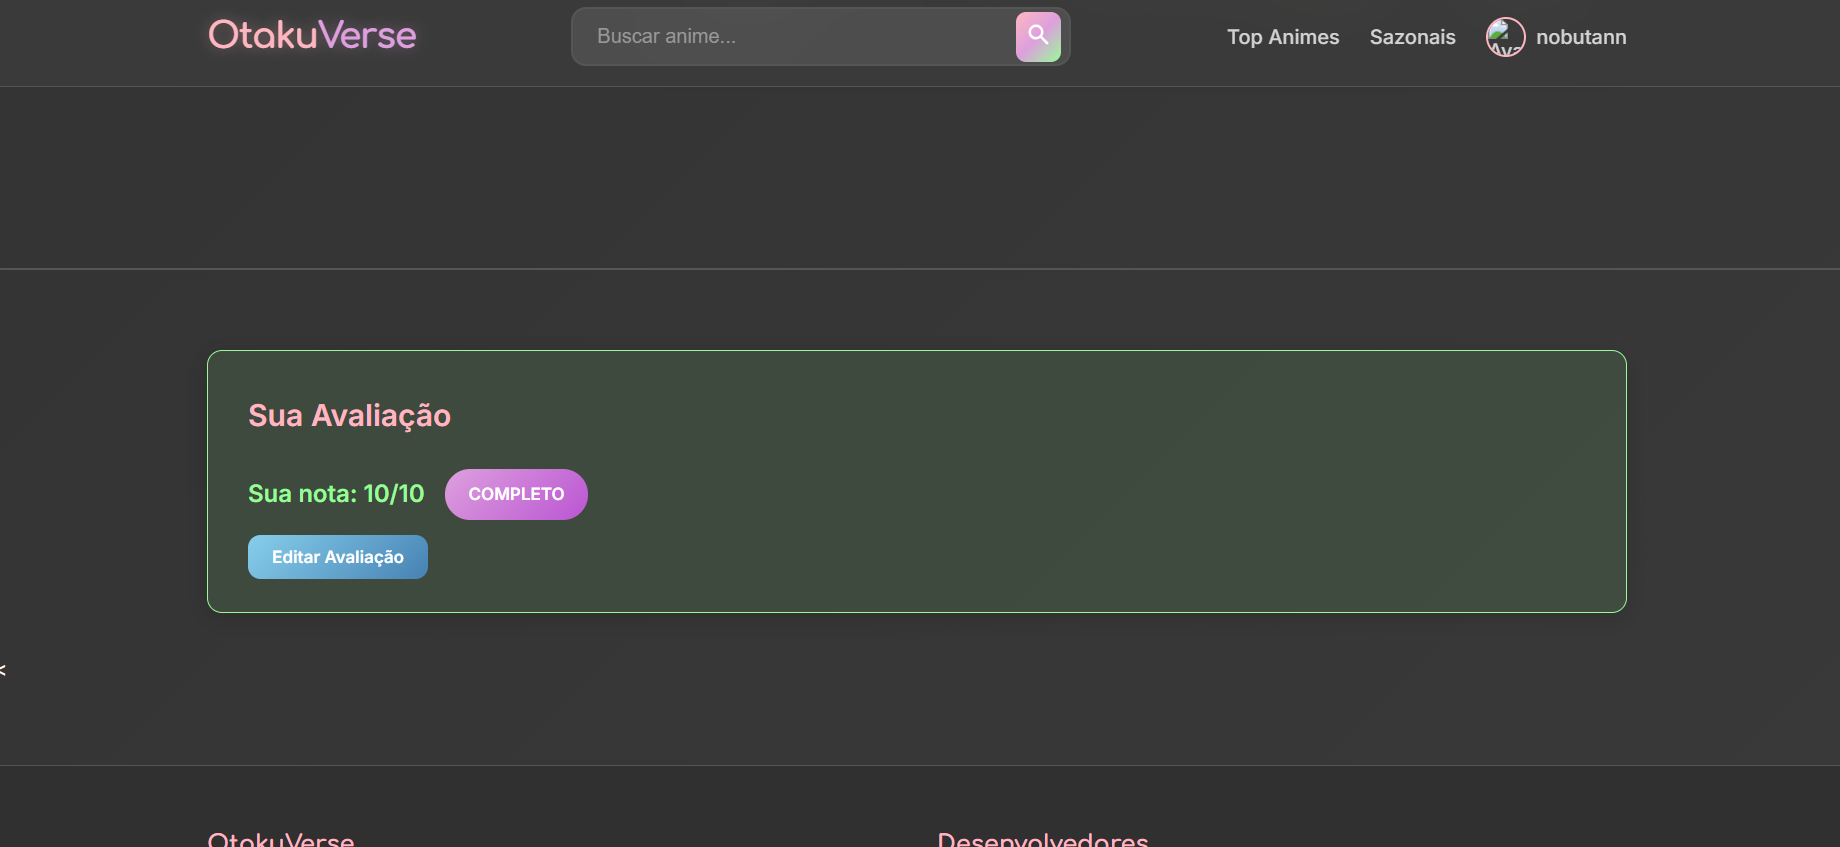 OtakuVerse
Buscar anime...
Top Animes
Sazonais
nobutann
Sua Avaliação
Sua nota: 10/10
COMPLETO
Editar Avaliação
<
OtakuVerse
Desenvolvedores